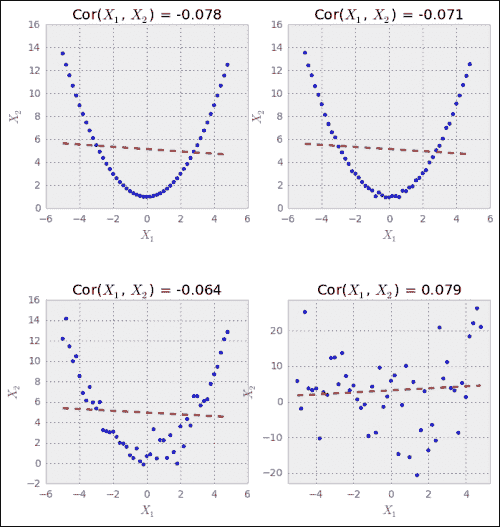 Cor(X₁, X₂) = -0.078
16
14
12
10
8
6
4
2
0
X₂
−6 −4 −2 0 2 4 6
X₁
Cor(X₁, X₂) = -0.071
16
14
12
10
8
6
4
2
0
X₂
−6 −4 −2 0 2 4 6
X₁
Cor(X₁, X₂) = -0.064
16
14
12
10
8
6
4
2
0
−2
X₂
−6 −4 −2 0 2 4 6
X₁
Cor(X₁, X₂) = 0.079
20
10
0
−10
−20
X₂
−4 −2 0 2 4
X₁